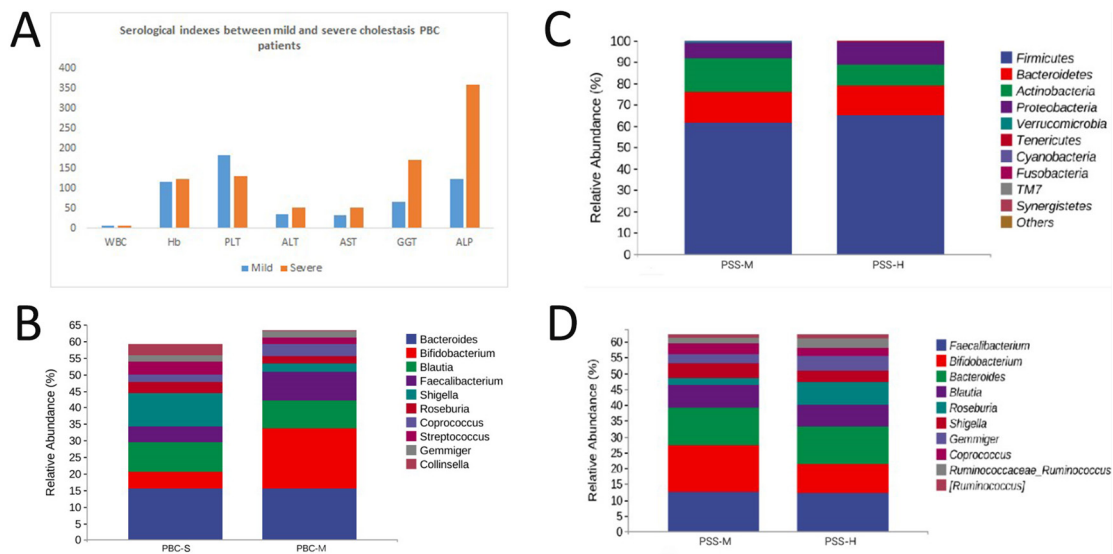 A
Serological indexes between mild and severe cholestasis PBC
patients
400
350
300
250
200
150
100
50
0
WBC
Hb
PLT
ALT
AST
GGT
ALP
Mild
Severe
B
Relative Abundance (%)
65
60
55
50
45
40
35
30
25
20
15
10
5
0
PBC-S
PBC-M
Bacteroides
Bifidobacterium
Blautia
Faecalibacterium
Shigella
Roseburia
Coprococcus
Streptococcus
Gemmiger
Collinsella
C
Relative Abundance (%)
100
90
80
70
60
50
40
30
20
10
0
PSS-M
PSS-H
Firmicutes
Bacteroidetes
Actinobacteria
Proteobacteria
Verrucomicrobia
Tenericutes
Cyanobacteria
Fusobacteria
TM7
Synergistetes
Others
D
Relative Abundance (%)
60
55
50
45
40
35
30
25
20
15
10
5
0
PSS-M
PSS-H
Faecalibacterium
Bifidobacterium
Bacteroides
Blautia
Roseburia
Shigella
Gemmiger
Coprococcus
Ruminococcaceae_Ruminococcus
[Ruminococcus]